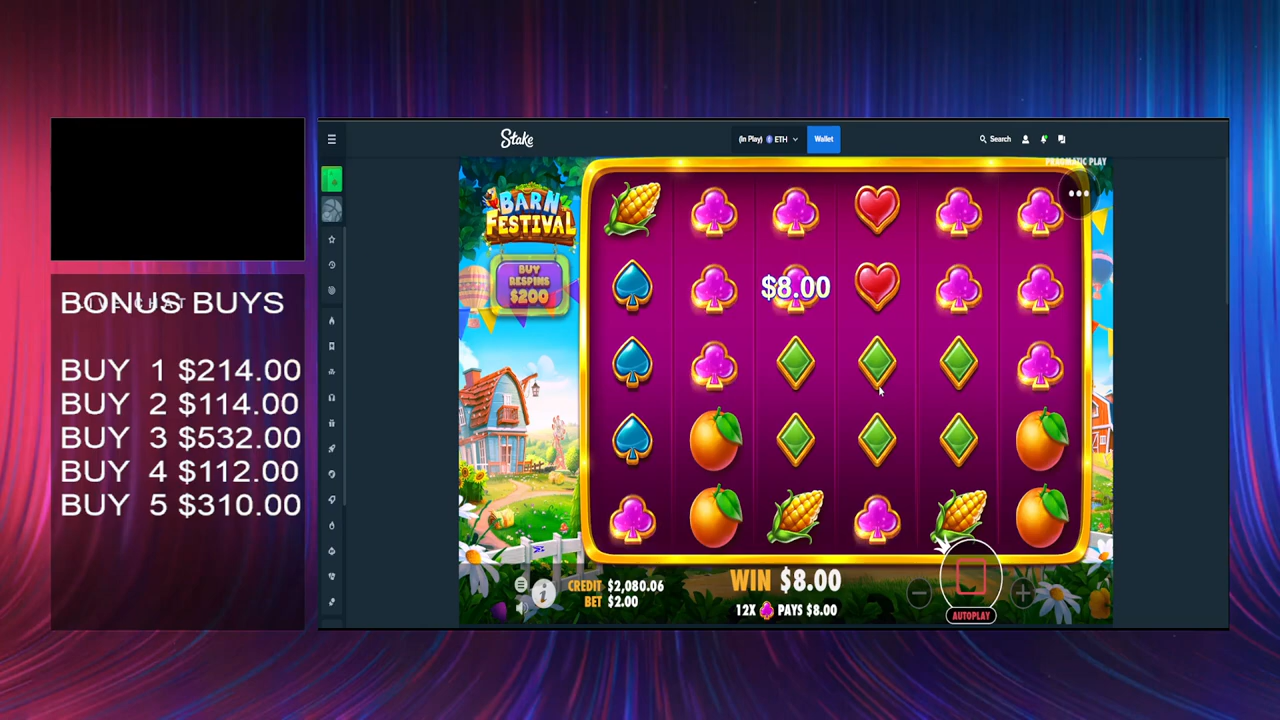 Stake
(In Play) ETH
Wallet
Search
PRAGMATIC PLAY
BARN
FESTIVAL
BUY
RESPINS
$200
$8.00
LIVE CHAT
BONUS BUYS
BUY 1 $214.00
BUY 2 $114.00
BUY 3 $532.00
BUY 4 $112.00
BUY 5 $310.00
CREDIT $2,080.06
BET $2.00
WIN $8.00
12X PAYS $8.00
AUTOPLAY